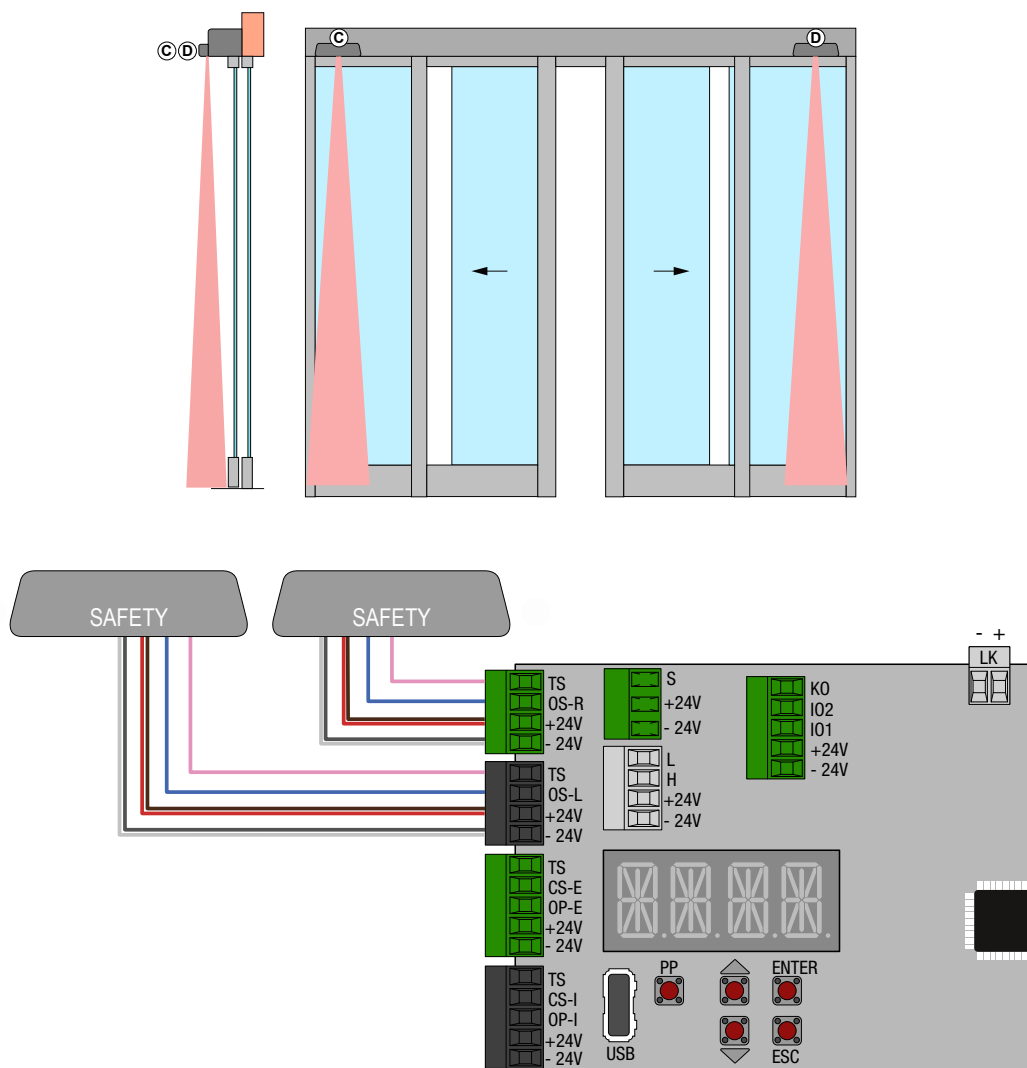 C D
C
D
SAFETY
SAFETY
- +
LK
TS
OS-R
+24V
- 24V
TS
OS-L
+24V
- 24V
TS
CS-E
OP-E
+24V
- 24V
TS
CS-I
OP-I
+24V
- 24V
S
+24V
- 24V
L
H
+24V
- 24V
KO
IO2
IO1
+24V
- 24V
PP
ENTER
USB
ESC